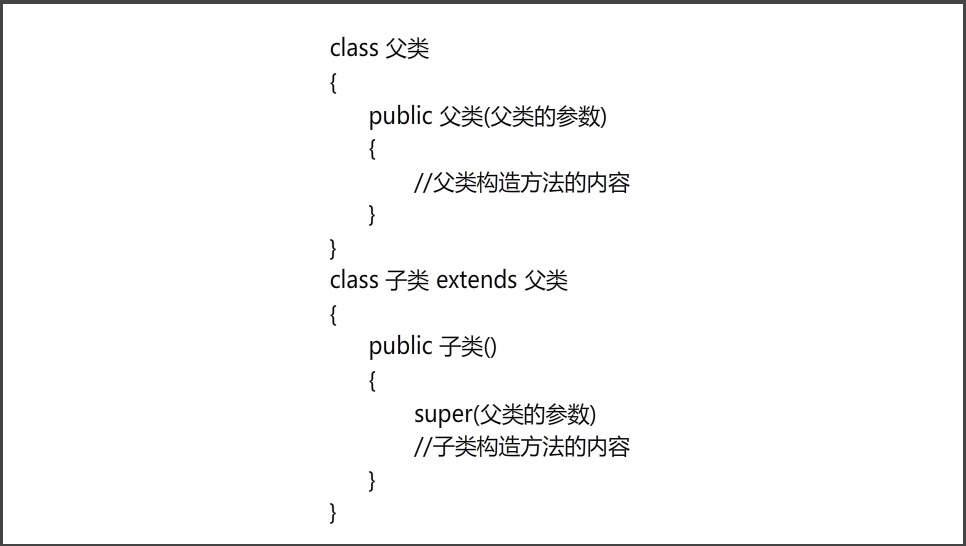 class 父类
{
public 父类(父类的参数)
{
//父类构造方法的内容
}
}
class 子类 extends 父类
{
public 子类()
{
super(父类的参数)
//子类构造方法的内容
}
}